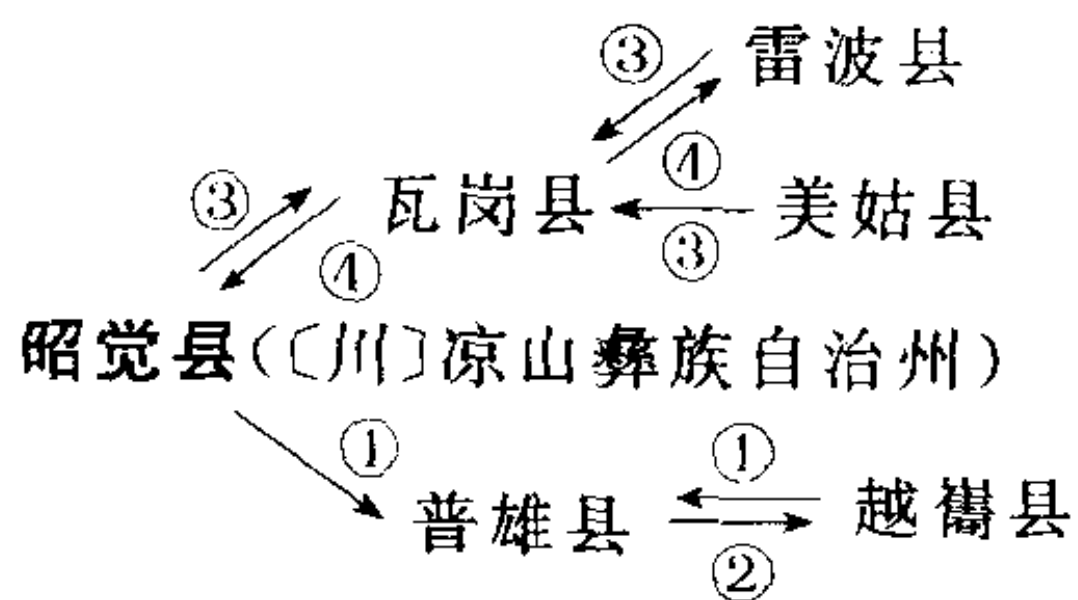 ③ 雷波县
④
③ 瓦岗县 美姑县
④ ③
昭觉县(〔川〕凉山彝族自治州)
① ①
普雄县 越巂县
②